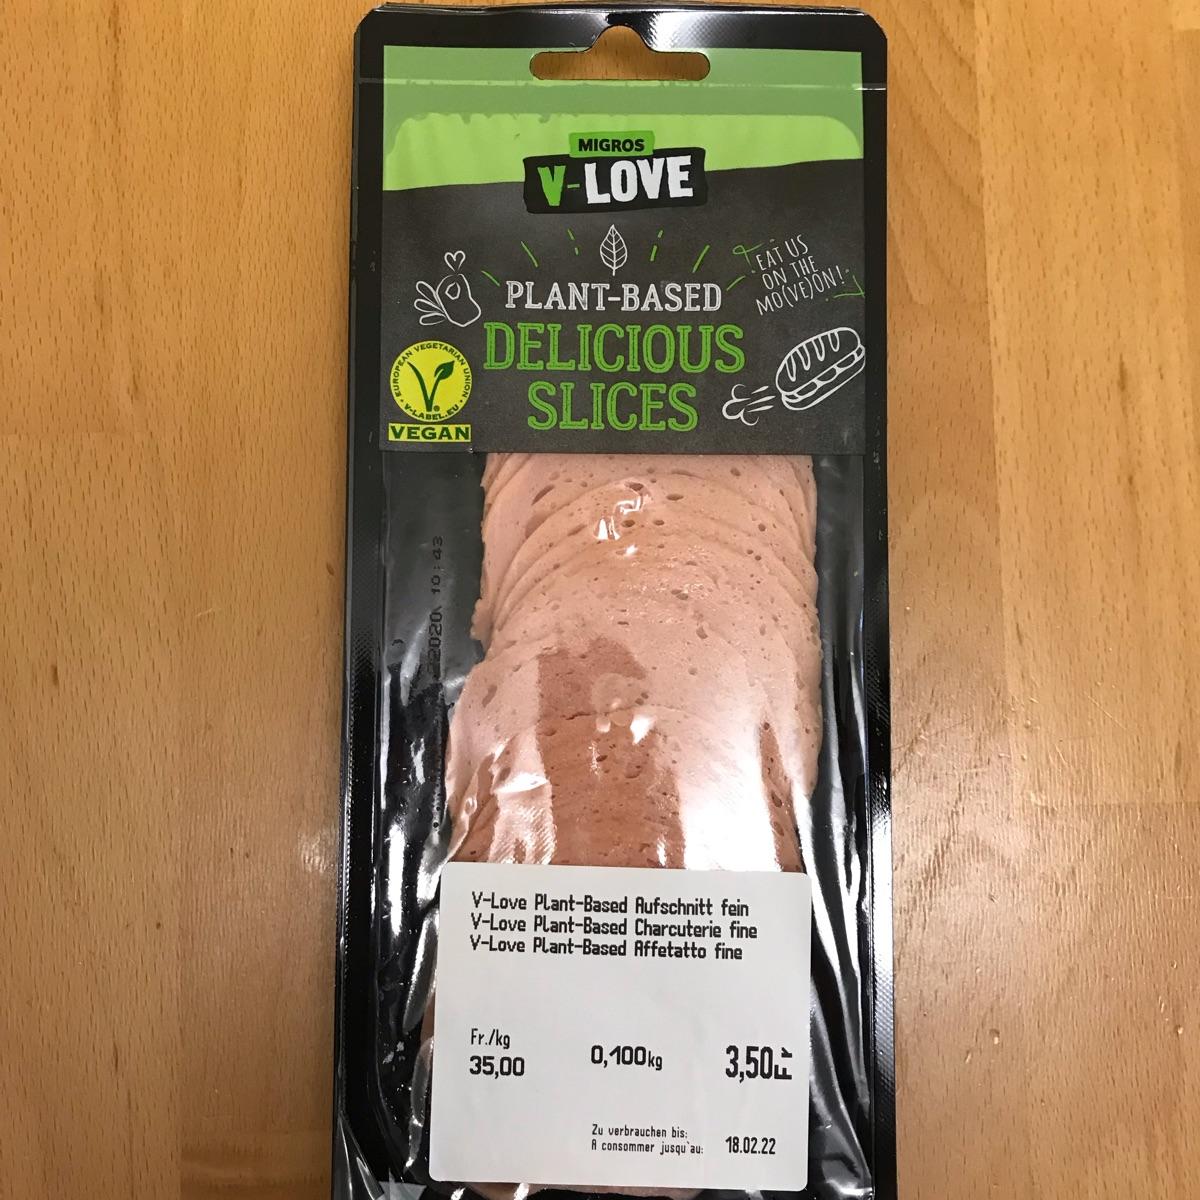 MIGROS
V-LOVE
EAT US
ON THE
MO(VE)ON!
PLANT-BASED
DELICIOUS
SLICES
EUROPEAN VEGETARIAN UNION
V-LABEL.EU
VEGAN
10:43
V-Love Plant-Based Aufschnitt fein
V-Love Plant-Based Charcuterie fine
V-Love Plant-Based Affetatto fine
Fr./kg
35,00 0,100kg 3,50Fr
Zu verbrauchen bis:
A consommer jusqu'au: 18.02.22